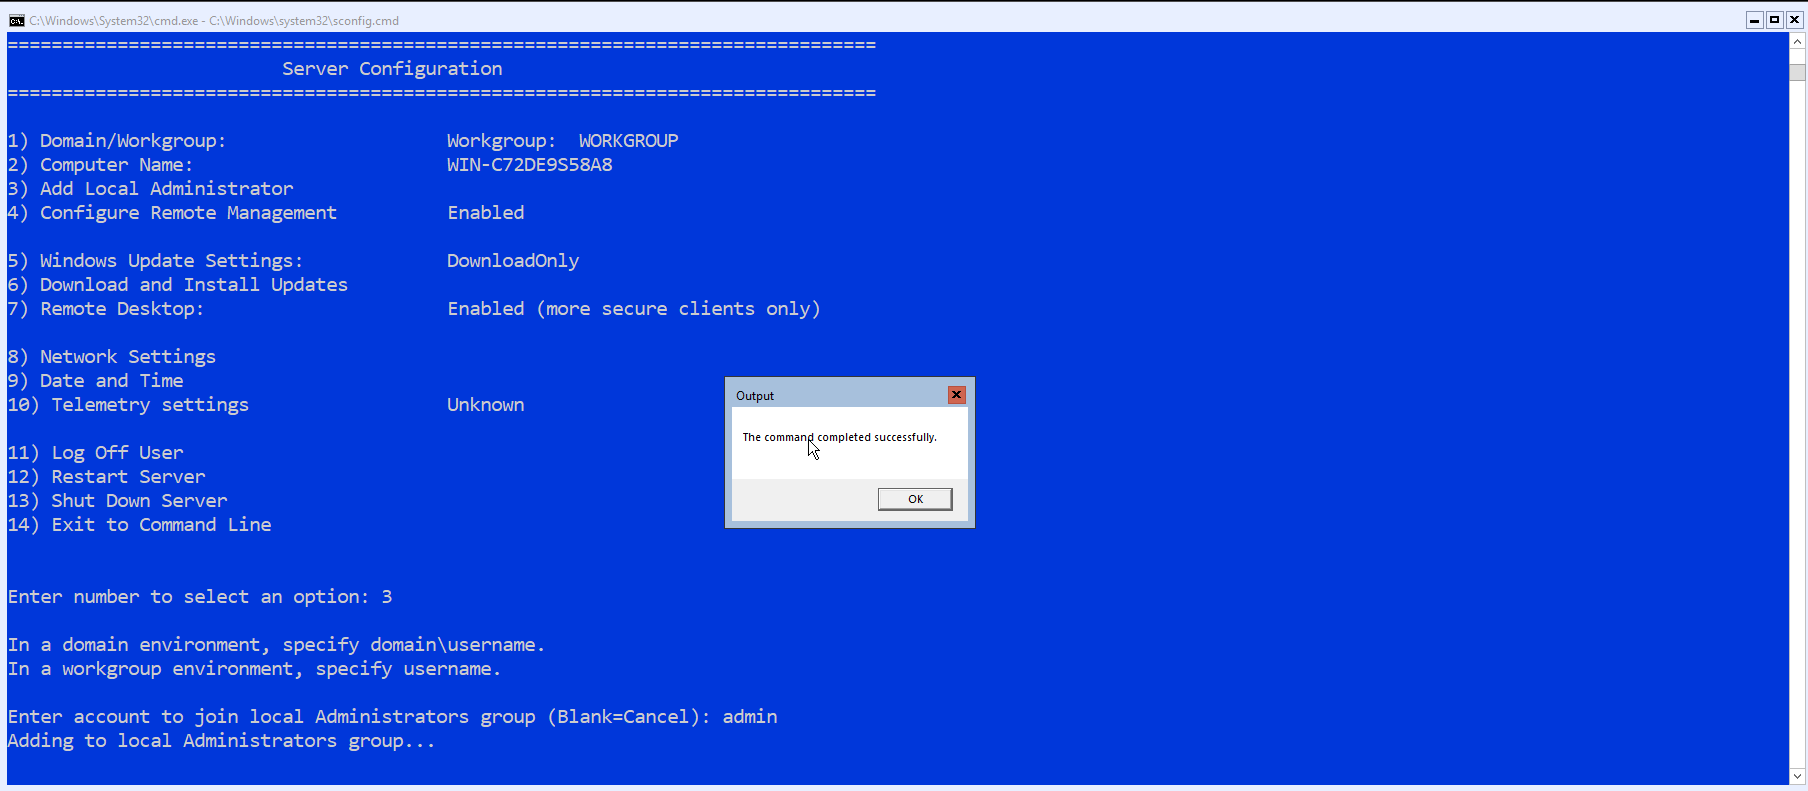 C:\Windows\System32\cmd.exe - C:\Windows\system32\sconfig.cmd
===============================================================================
Server Configuration
===============================================================================
1) Domain/Workgroup: Workgroup: WORKGROUP
2) Computer Name: WIN-C72DE9S58A8
3) Add Local Administrator
4) Configure Remote Management Enabled
5) Windows Update Settings: DownloadOnly
6) Download and Install Updates
7) Remote Desktop: Enabled (more secure clients only)
8) Network Settings
9) Date and Time
10) Telemetry settings Unknown
Output
The command completed successfully.
OK
11) Log Off User
12) Restart Server
13) Shut Down Server
14) Exit to Command Line
Enter number to select an option: 3
In a domain environment, specify domain\username.
In a workgroup environment, specify username.
Enter account to join local Administrators group (Blank=Cancel): admin
Adding to local Administrators group...